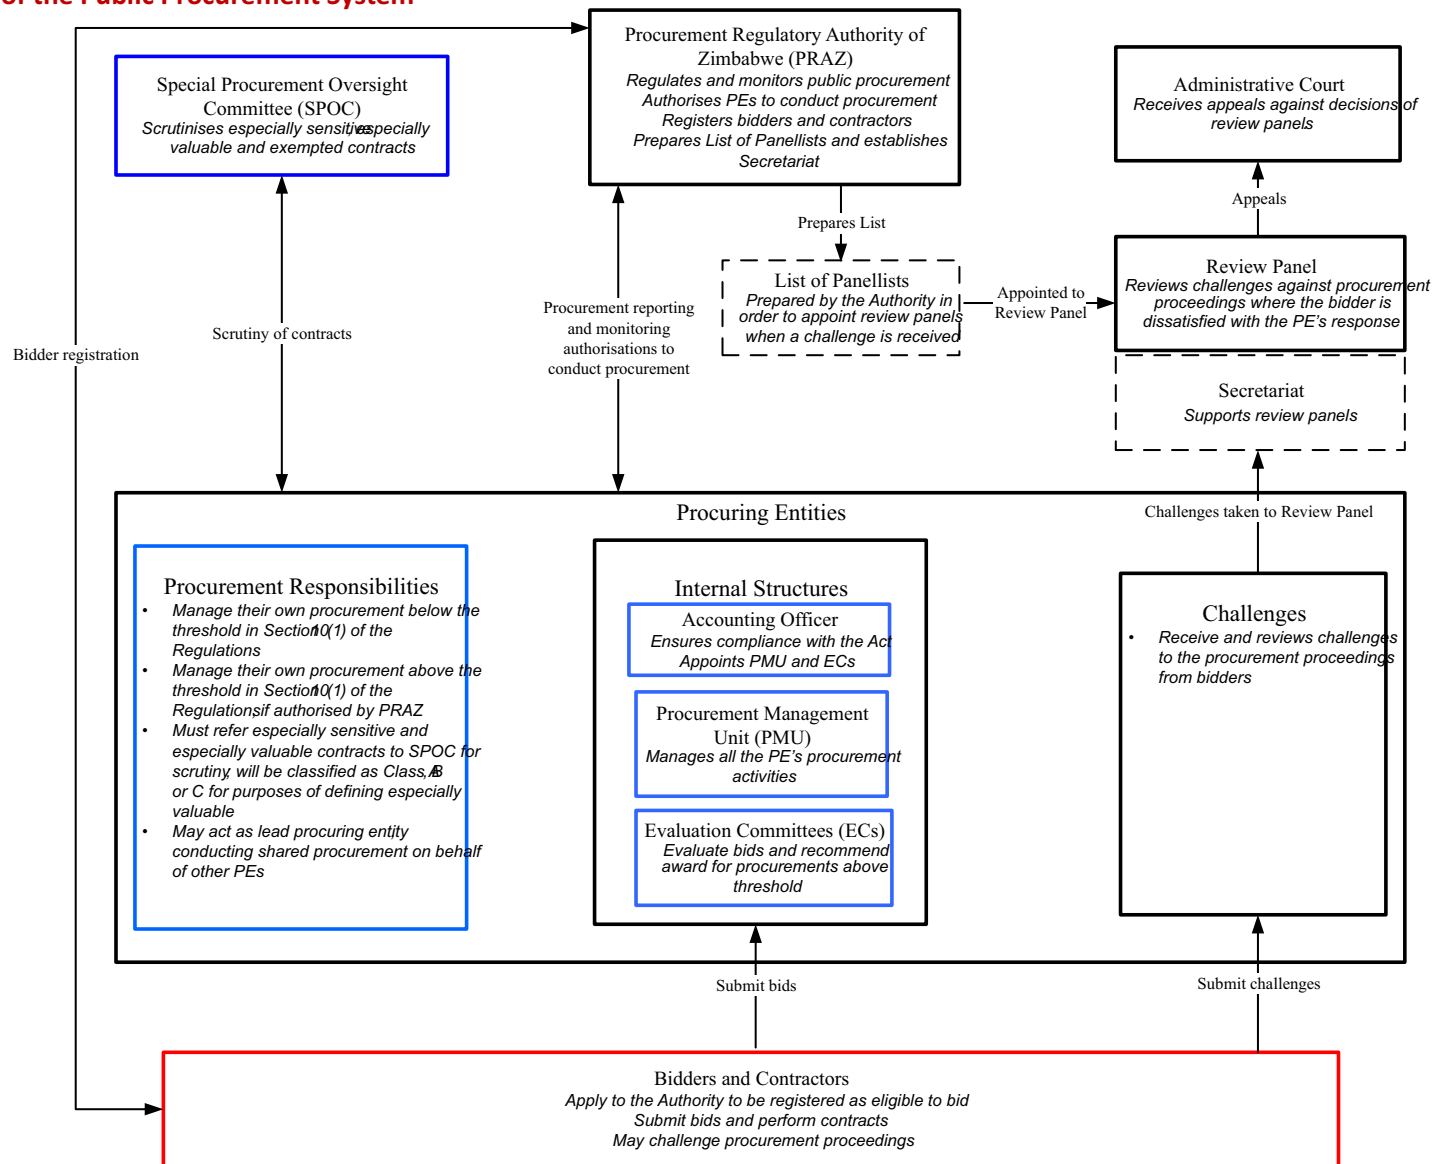 of the Public Procurement System
Procurement Regulatory Authority of
Zimbabwe (PRAZ)
Regulates and monitors public procurement
Authorises PEs to conduct procurement
Registers bidders and contractors
Prepares List of Panellists and establishes
Secretariat
Special Procurement Oversight
Committee (SPOC)
Scrutinises especially sensitive, especially
valuable and exempted contracts
Administrative Court
Receives appeals against decisions of
review panels
Appeals
Prepares List
Review Panel
Reviews challenges against procurement
proceedings where the bidder is
dissatisfied with the PE's response
List of Panellists
Prepared by the Authority in
order to appoint review panels
when a challenge is received
Appointed to
Review Panel
Procurement reporting
and monitoring
authorisations to
conduct procurement
Scrutiny of contracts
Bidder registration
Secretariat
Supports review panels
Challenges taken to Review Panel
Procuring Entities
Procurement Responsibilities
• Manage their own procurement below the
threshold in Section 10(1) of the
Regulations
• Manage their own procurement above the
threshold in Section 10(1) of the
Regulations, if authorised by PRAZ
• Must refer especially sensitive and
especially valuable contracts to SPOC for
scrutiny, will be classified as Class A, B
or C for purposes of defining especially
valuable
• May act as lead procuring entity
conducting shared procurement on behalf
of other PEs
Internal Structures
Accounting Officer
Ensures compliance with the Act
Appoints PMU and ECs
Procurement Management
Unit (PMU)
Manages all the PE's procurement
activities
Evaluation Committees (ECs)
Evaluate bids and recommend
award for procurements above
threshold
Challenges
• Receive and reviews challenges
to the procurement proceedings
from bidders
Submit bids
Submit challenges
Bidders and Contractors
Apply to the Authority to be registered as eligible to bid
Submit bids and perform contracts
May challenge procurement proceedings